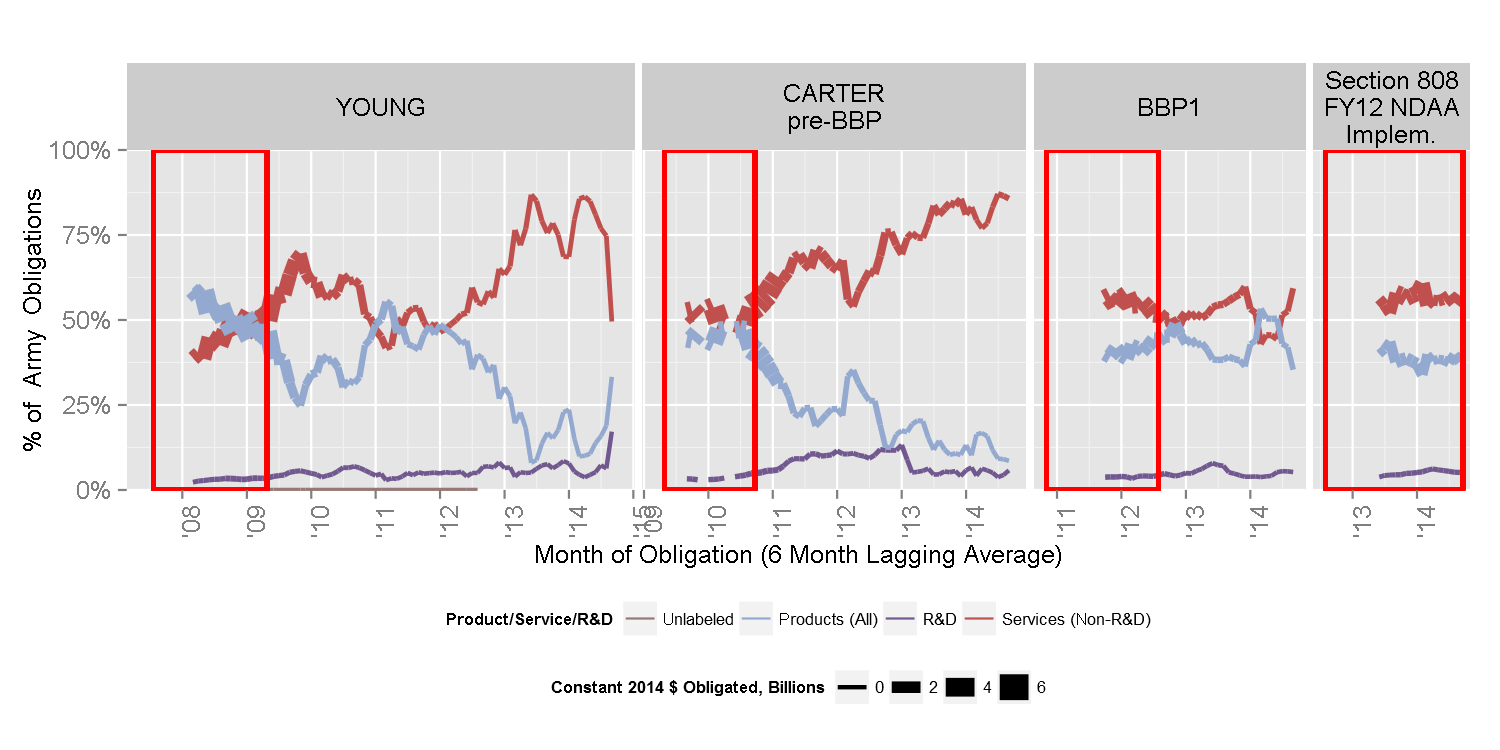 YOUNG
CARTER
pre-BBP
BBP1
Section 808
FY12 NDAA
Implem.
100%
75%
50%
25%
0%
% of Army Obligations
'08
'09
'10
'11
'12
'13
'14
'15
'09
'10
'11
'12
'13
'14
'11
'12
'13
'14
'13
'14
Month of Obligation (6 Month Lagging Average)
Product/Service/R&D Unlabeled Products (All) R&D Services (Non-R&D)
Constant 2014 $ Obligated, Billions 0 2 4 6